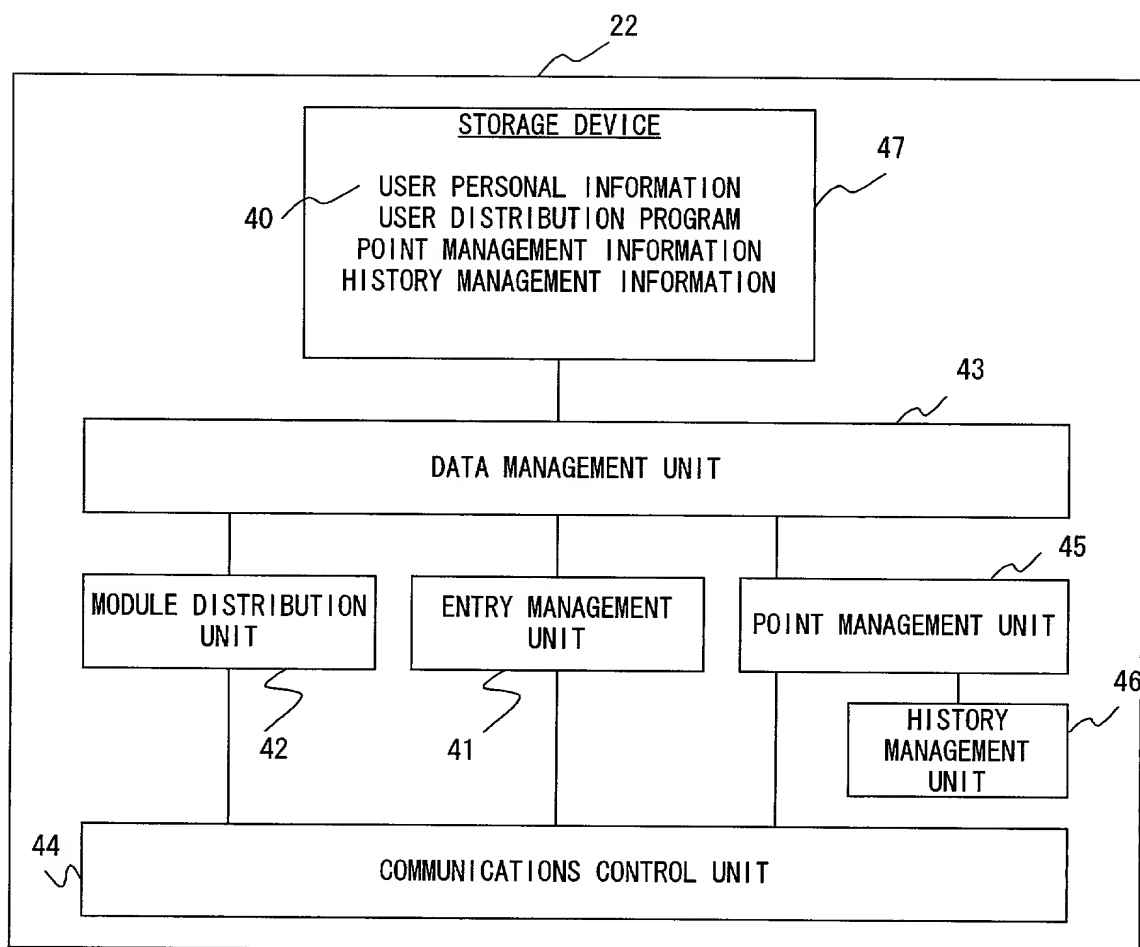 22
STORAGE DEVICE
47
USER PERSONAL INFORMATION
40
USER DISTRIBUTION PROGRAM
POINT MANAGEMENT INFORMATION
HISTORY MANAGEMENT INFORMATION
43
DATA MANAGEMENT UNIT
45
MODULE DISTRIBUTION
UNIT
ENTRY MANAGEMENT
UNIT
POINT MANAGEMENT UNIT
42
41
46
HISTORY
MANAGEMENT
UNIT
44
COMMUNICATIONS CONTROL UNIT